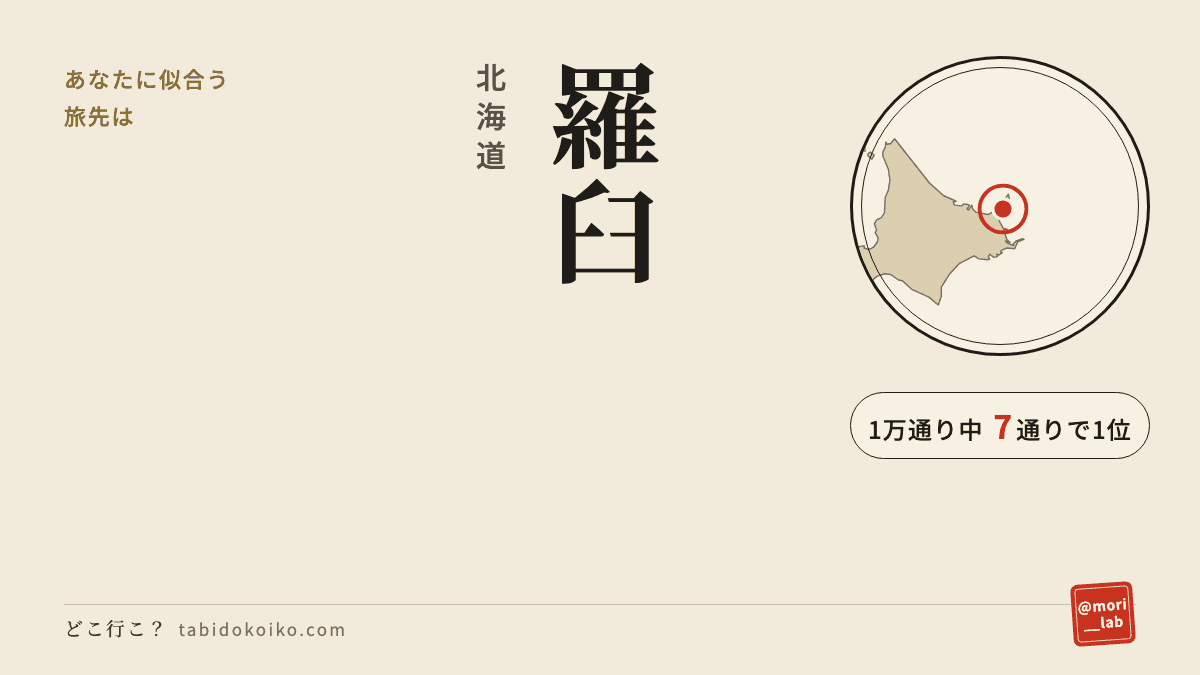 あなたに似合う
旅先は
羅臼
北海道
1万通り中 7通りで1位
どこ行こ？ tabidokoiko.com
@mori
__lab